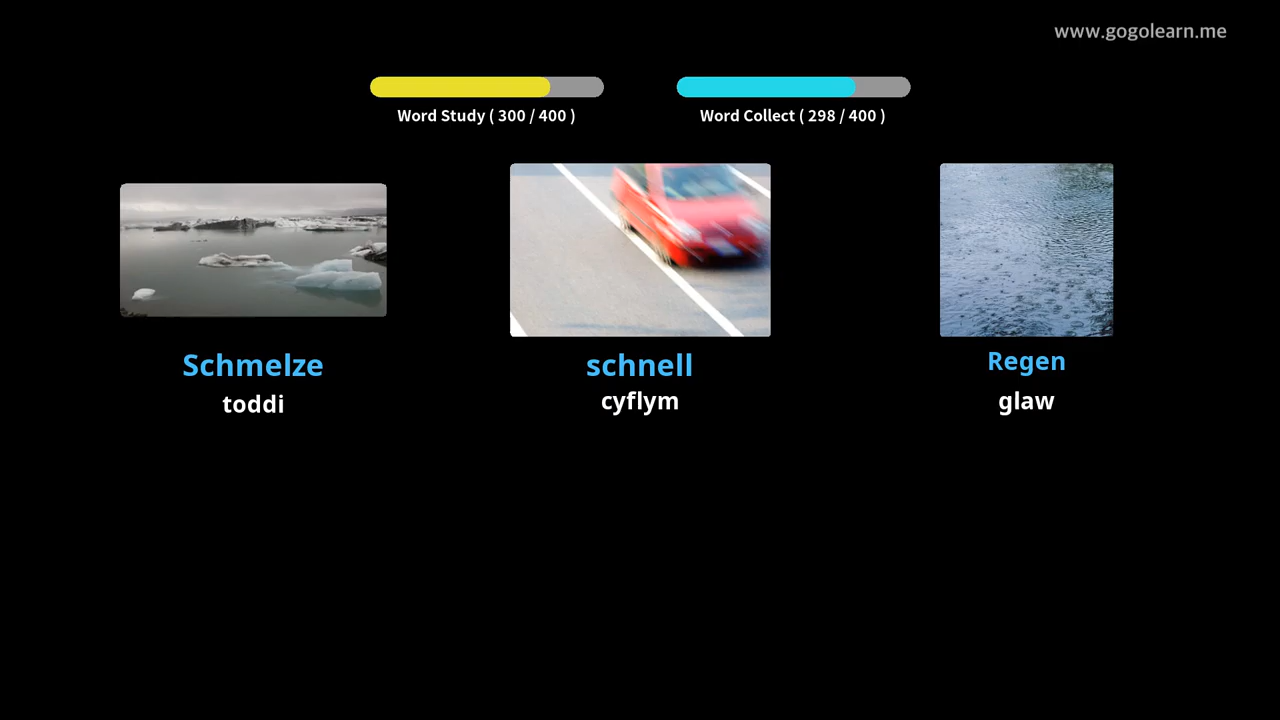 www.gogolearn.me
Word Study ( 300 / 400 )
Word Collect ( 298 / 400 )
Schmelze
toddi
schnell
cyflym
Regen
glaw